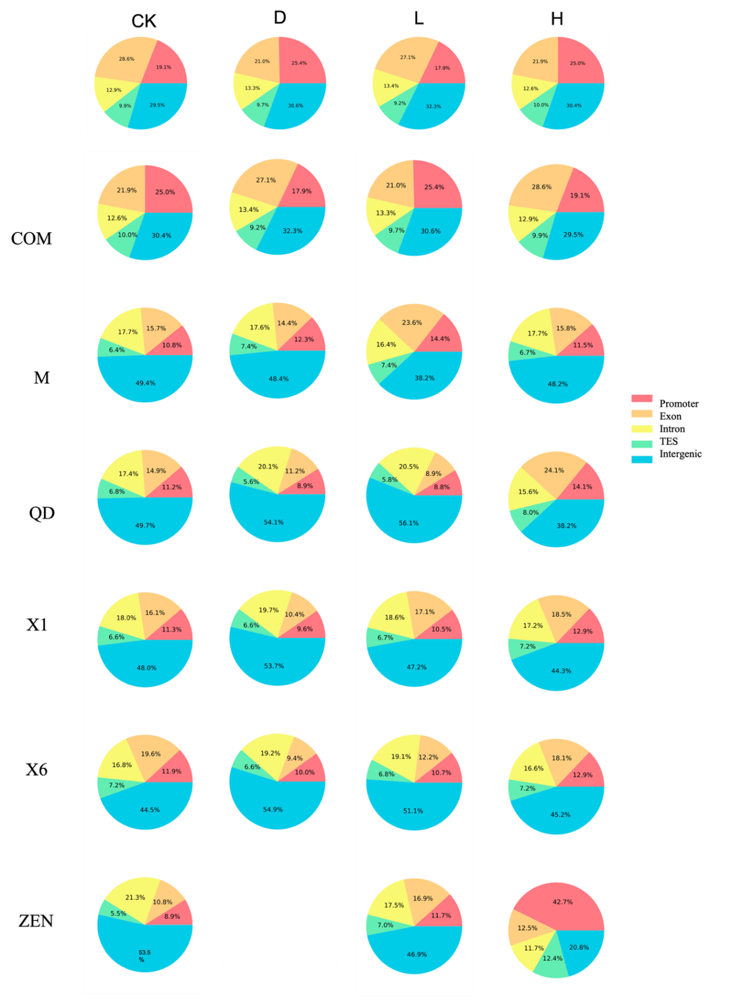 CK D L H
28.6% 19.1% 12.9% 9.9% 29.5%
21.0% 25.4% 13.3% 9.7% 30.6%
27.1% 17.9% 13.4% 9.2% 32.3%
21.9% 25.0% 12.6% 10.0% 30.4%
COM
21.9% 25.0% 12.6% 10.0% 30.4%
27.1% 17.9% 13.4% 9.2% 32.3%
21.0% 25.4% 13.3% 9.7% 30.6%
28.6% 19.1% 12.9% 9.9% 29.5%
M
17.7% 15.7% 10.8% 6.4% 49.4%
17.6% 14.4% 12.3% 7.4% 48.4%
23.6% 14.4% 16.4% 7.4% 38.2%
17.7% 15.8% 11.5% 6.7% 48.2%
Promoter
Exon
Intron
TES
Intergenic
QD
17.4% 14.9% 11.2% 6.8% 49.7%
20.1% 11.2% 8.9% 5.6% 54.1%
20.5% 8.9% 8.8% 5.8% 56.1%
24.1% 14.1% 15.6% 8.0% 38.2%
X1
18.0% 16.1% 11.3% 6.6% 48.0%
19.7% 10.4% 9.6% 6.6% 53.7%
18.6% 17.1% 10.5% 6.7% 47.2%
17.2% 18.5% 12.9% 7.2% 44.3%
X6
16.8% 19.6% 11.9% 7.2% 44.5%
19.2% 9.4% 10.0% 6.6% 54.9%
19.1% 12.2% 10.7% 6.8% 51.1%
16.6% 18.1% 12.9% 7.2% 45.2%
ZEN
21.3% 10.8% 8.9% 5.5% 53.5
%
17.5% 16.9% 11.7% 7.0% 46.9%
42.7% 12.5% 11.7% 12.4% 20.8%